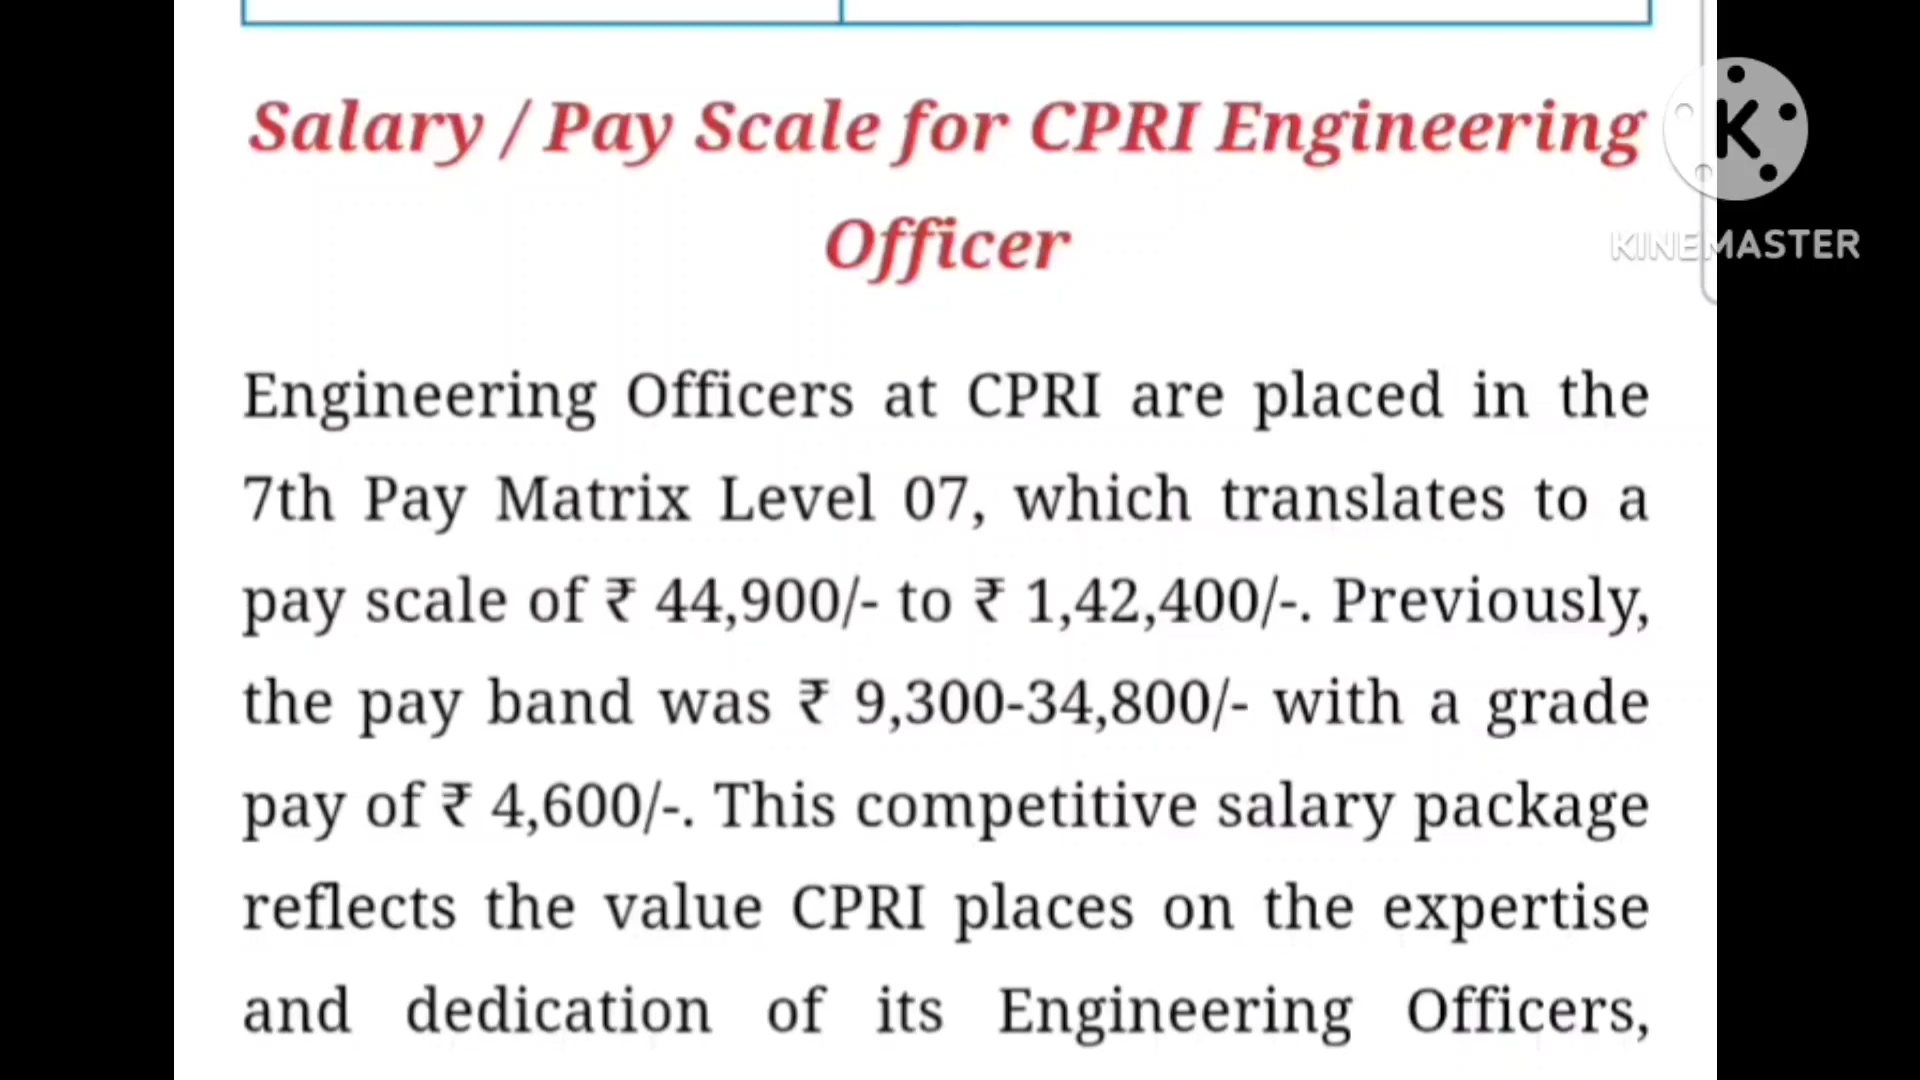 Salary / Pay Scale for CPRI Engineering
Officer
K
KINEMASTER
Engineering Officers at CPRI are placed in the
7th Pay Matrix Level 07, which translates to a
pay scale of ₹ 44,900/- to ₹ 1,42,400/-. Previously,
the pay band was ₹ 9,300-34,800/- with a grade
pay of ₹ 4,600/-. This competitive salary package
reflects the value CPRI places on the expertise
and dedication of its Engineering Officers,